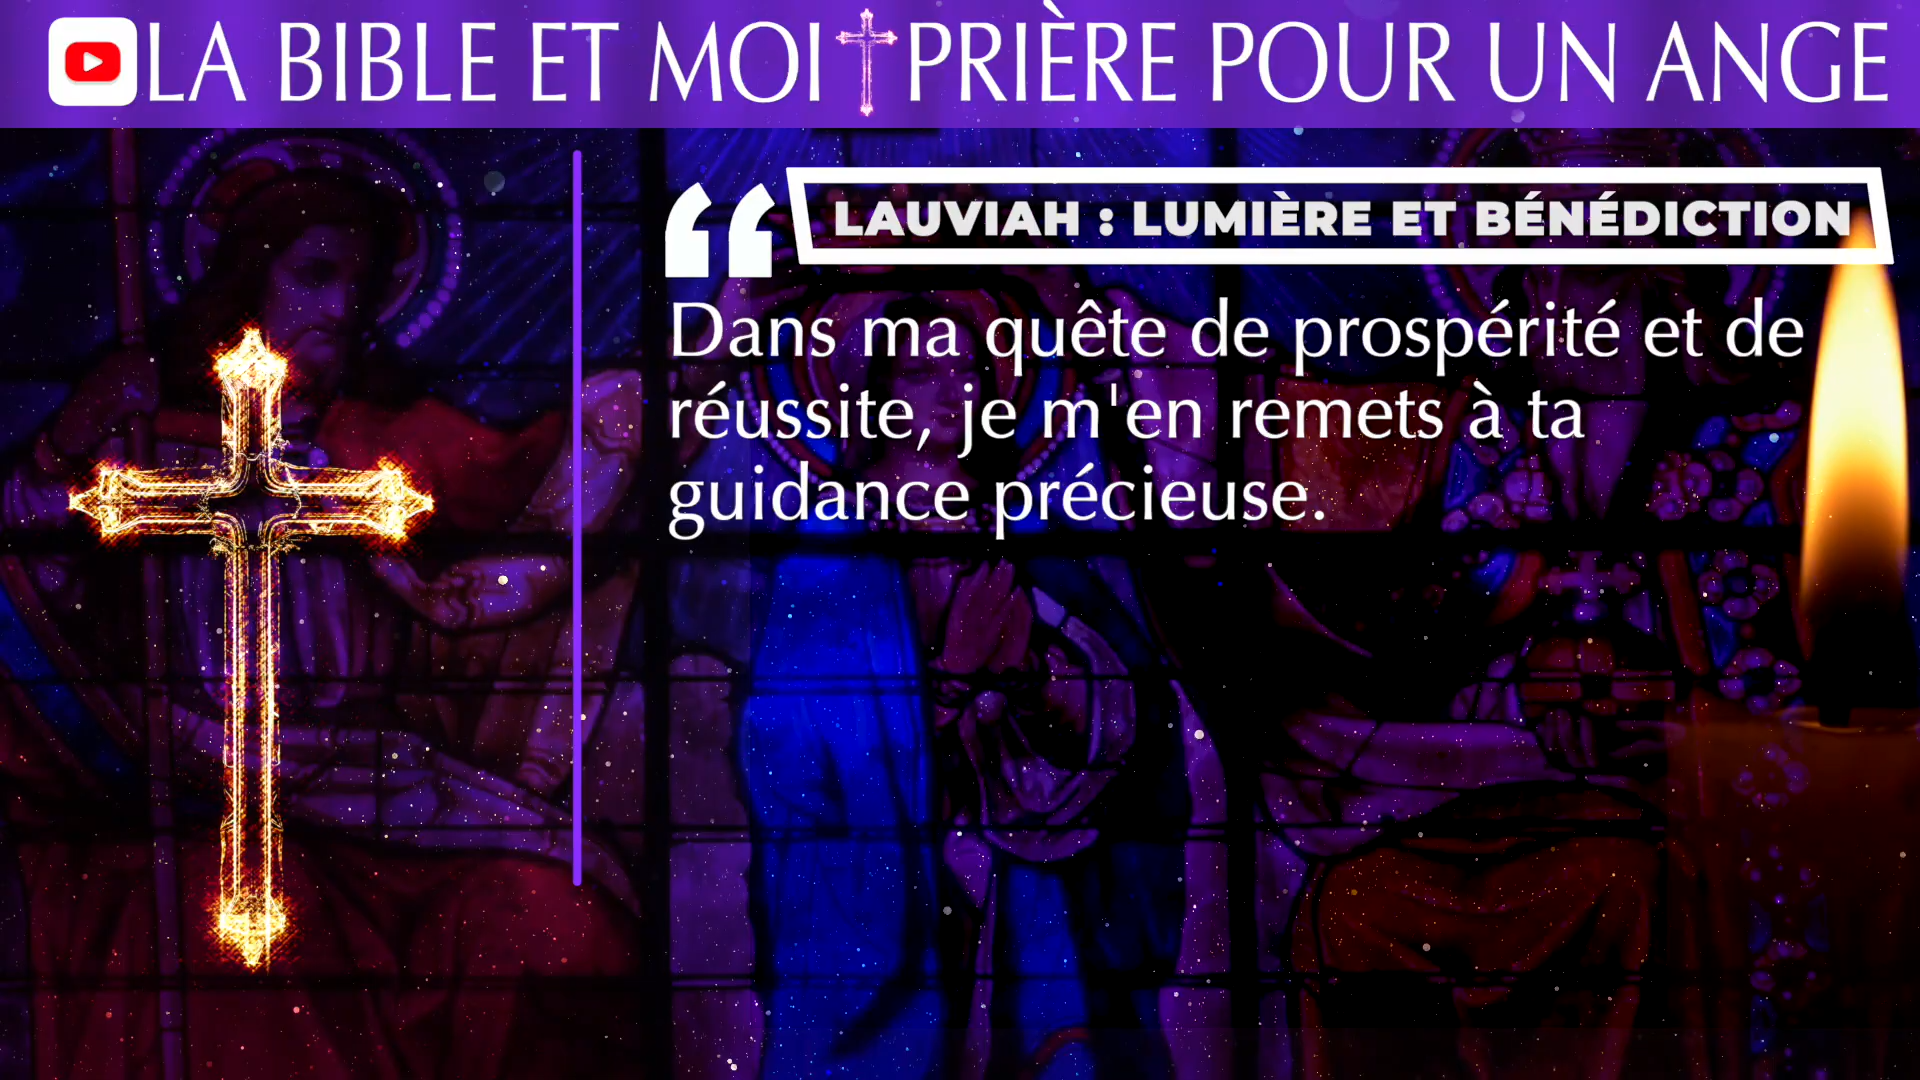 LA BIBLE ET MOI PRIÈRE POUR UN ANGE
LAUVIAH : LUMIÈRE ET BÉNÉDICTION
Dans ma quête de prospérité et de
réussite, je m'en remets à ta
guidance précieuse.